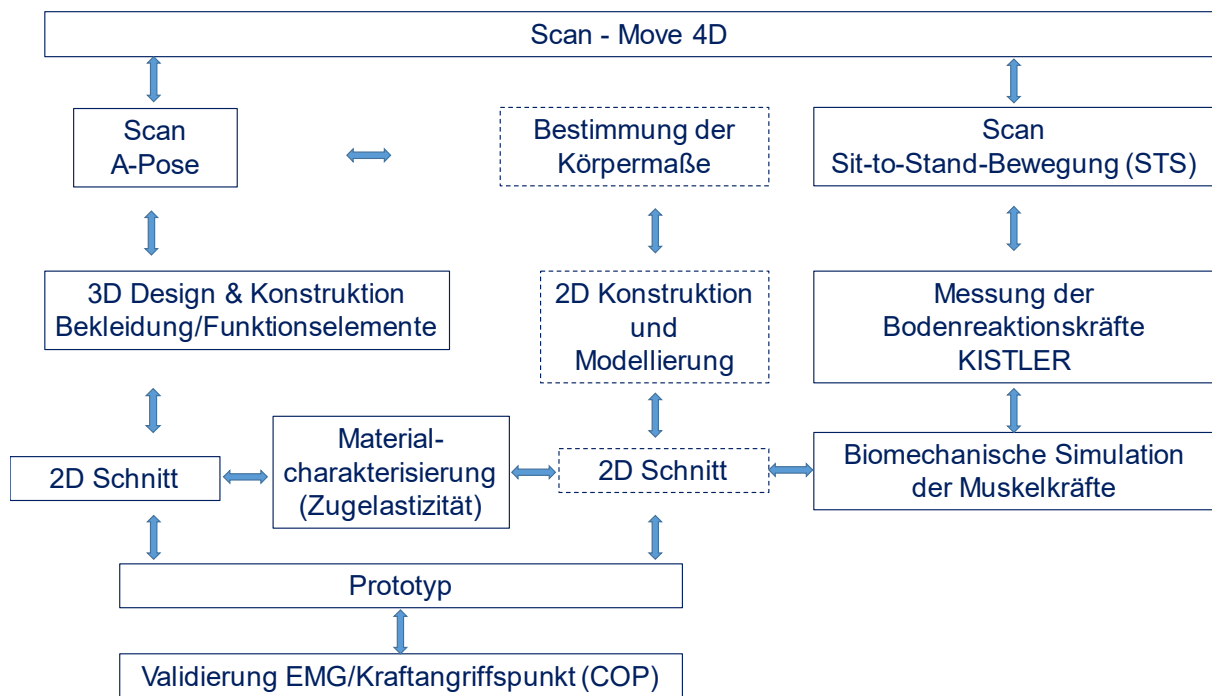 Scan - Move 4D
Scan
A-Pose
Bestimmung der
Körpermaße
Scan
Sit-to-Stand-Bewegung (STS)
3D Design & Konstruktion
Bekleidung/Funktionselemente
2D Konstruktion
und
Modellierung
Messung der
Bodenreaktionskräfte
KISTLER
2D Schnitt
Material-
charakterisierung
(Zugelastizität)
2D Schnitt
Biomechanische Simulation
der Muskelkräfte
Prototyp
Validierung EMG/Kraftangriffspunkt (COP)